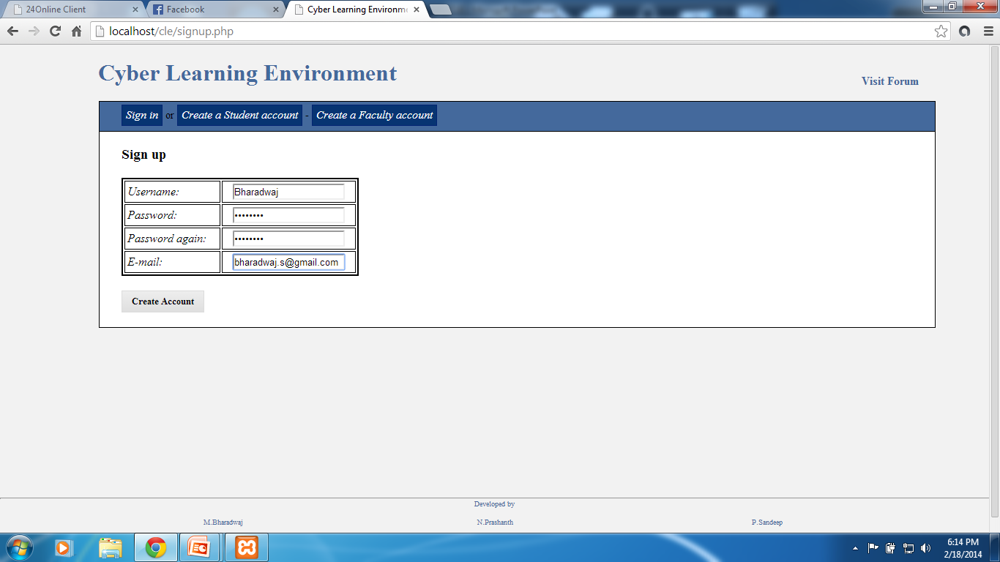 24Online Client
Facebook
Cyber Learning Environme
localhost/cle/signup.php
Cyber Learning Environment
Visit Forum
Sign in or Create a Student account - Create a Faculty account
Sign up
Username: Bharadwaj
Password: ••••••••
Password again: ••••••••
E-mail: bharadwaj.s@gmail.com
Create Account
Developed by
M.Bharadwaj N.Prashanth P.Sandeep
6:14 PM
2/18/2014